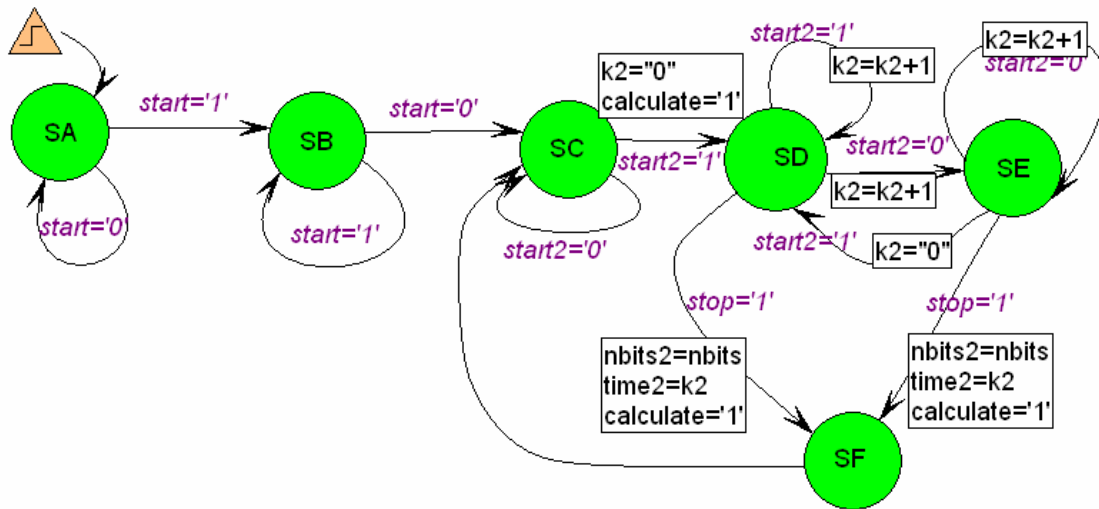 start2='1'
k2=k2+1
start2='0'
k2=k2+1
k2="0"
calculate='1'
start='1'
start='0'
SA
SB
SC
SD
SE
start2='1'
start2='0'
k2=k2+1
start='0'
start='1'
start2='0'
start2='1'
k2="0"
stop='1'
stop='1'
nbits2=nbits
time2=k2
calculate='1'
nbits2=nbits
time2=k2
calculate='1'
SF